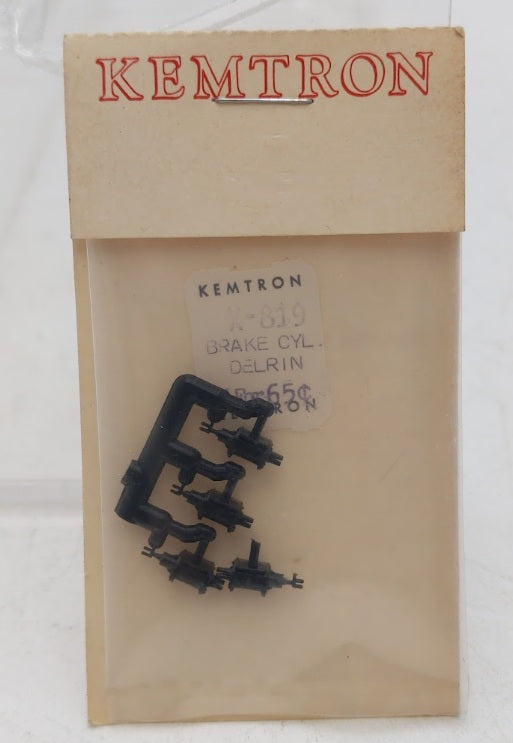 KEMTRON
KEMTRON
X-819
BRAKE CYL.
DELRIN
65¢